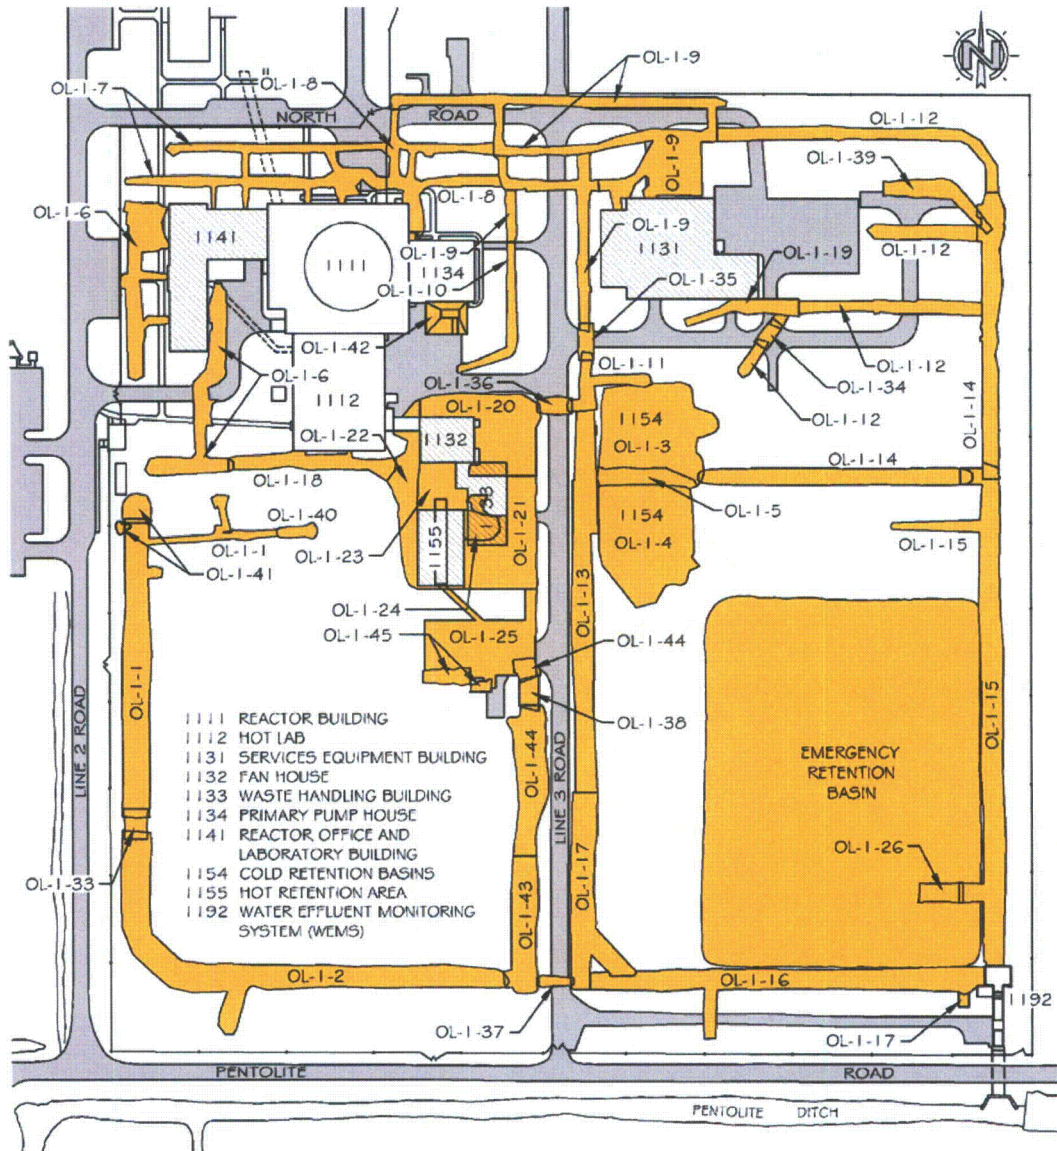 OL-1-9
OL-1-7
OL-1-8
N
NORTH
ROAD
OL-1-12
OL-1-9
OL-1-39
OL-1-6
OL-1-8
1141
1111
OL-1-9
1134
OL-1-10
OL-1-9
1131
OL-1-19
OL-1-35
OL-1-12
OL-1-42
OL-1-6
OL-1-11
OL-1-12
OL-1-34
OL-1-12
OL-1-14
1112
OL-1-36
OL-1-20
OL-1-22
1132
1154
OL-1-3
OL-1-18
OL-1-14
OL-1-21
OL-1-5
OL-1-40
OL-1-1
OL-1-23
1155
1154
OL-1-4
OL-1-15
OL-1-41
OL-1-13
OL-1-24
OL-1-45
OL-1-25
OL-1-44
OL-1-1
OL-1-15
LINE 2 ROAD
OL-1-38
OL-1-44
LINE 3 ROAD
1111 REACTOR BUILDING
1112 HOT LAB
1131 SERVICES EQUIPMENT BUILDING
1132 FAN HOUSE
1133 WASTE HANDLING BUILDING
1134 PRIMARY PUMP HOUSE
1141 REACTOR OFFICE AND
LABORATORY BUILDING
1154 COLD RETENTION BASINS
1155 HOT RETENTION AREA
1192 WATER EFFLUENT MONITORING
SYSTEM (WEMS)
EMERGENCY
RETENTION
BASIN
OL-1-26
OL-1-33
OL-1-17
OL-1-43
OL-1-2
OL-1-16
1192
OL-1-37
OL-1-17
PENTOLITE
ROAD
PENTOLITE DITCH